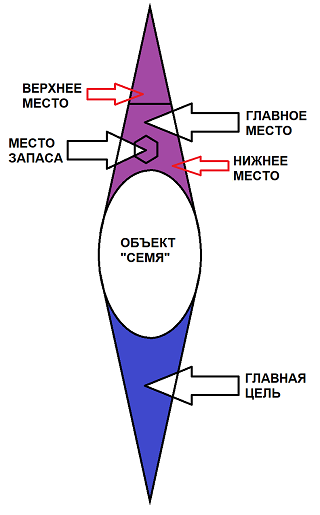 ВЕРХНЕЕ
МЕСТО
ГЛАВНОЕ
МЕСТО
МЕСТО
ЗАПАСА
НИЖНЕЕ
МЕСТО
ОБЪЕКТ
"СЕМЯ"
ГЛАВНАЯ
ЦЕЛЬ